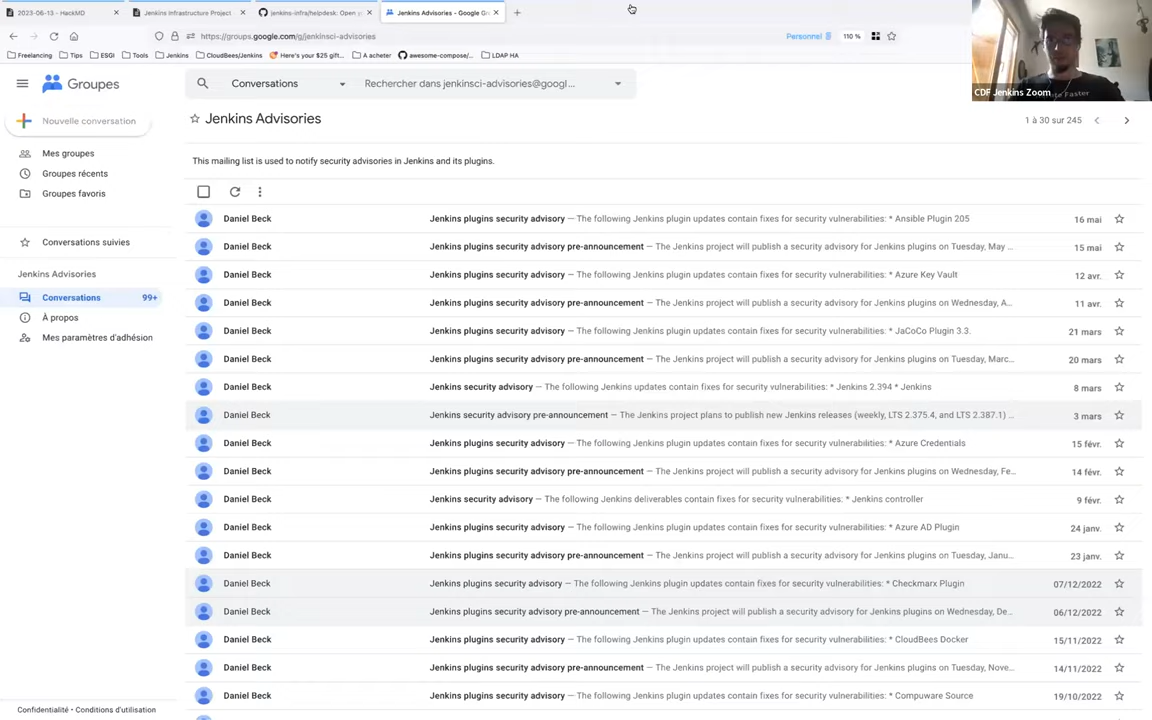 2023-06-13 - HackMD
Jenkins Infrastructure Project
jenkins-infra/helpdesk: Open y
Jenkins Advisories - Google Gr
https://groups.google.com/g/jenkinsci-advisories
Personnel
110 %
Freelancing
Tips
ESGI
Tools
Jenkins
CloudBees/Jenkins
Here's your $25 gift...
A acheter
awesome-compose/...
LDAP HA
CDF Jenkins Zoom
Faster
Groupes
Conversations
Rechercher dans jenkinsci-advisories@googl...
Nouvelle conversation
Jenkins Advisories
1 à 30 sur 245
Mes groupes
Groupes récents
Groupes favoris
Conversations suivies
Jenkins Advisories
Conversations 99+
À propos
Mes paramètres d'adhésion
This mailing list is used to notify security advisories in Jenkins and its plugins.
Daniel Beck Jenkins plugins security advisory — The following Jenkins plugin updates contain fixes for security vulnerabilities: * Ansible Plugin 205 16 mai
Daniel Beck Jenkins plugins security advisory pre-announcement — The Jenkins project will publish a security advisory for Jenkins plugins on Tuesday, May ... 15 mai
Daniel Beck Jenkins plugins security advisory — The following Jenkins plugin updates contain fixes for security vulnerabilities: * Azure Key Vault 12 avr.
Daniel Beck Jenkins plugins security advisory pre-announcement — The Jenkins project will publish a security advisory for Jenkins plugins on Wednesday, A... 11 avr.
Daniel Beck Jenkins plugins security advisory — The following Jenkins plugin updates contain fixes for security vulnerabilities: * JaCoCo Plugin 3.3. 21 mars
Daniel Beck Jenkins plugins security advisory pre-announcement — The Jenkins project will publish a security advisory for Jenkins plugins on Tuesday, Marc... 20 mars
Daniel Beck Jenkins security advisory — The following Jenkins updates contain fixes for security vulnerabilities: * Jenkins 2.394 * Jenkins 8 mars
Daniel Beck Jenkins security advisory pre-announcement — The Jenkins project plans to publish new Jenkins releases (weekly, LTS 2.375.4, and LTS 2.387.1) ... 3 mars
Daniel Beck Jenkins plugins security advisory — The following Jenkins plugin updates contain fixes for security vulnerabilities: * Azure Credentials 15 févr.
Daniel Beck Jenkins plugins security advisory pre-announcement — The Jenkins project will publish a security advisory for Jenkins plugins on Wednesday, Fe... 14 févr.
Daniel Beck Jenkins security advisory — The following Jenkins deliverables contain fixes for security vulnerabilities: * Jenkins controller 9 févr.
Daniel Beck Jenkins plugins security advisory — The following Jenkins plugin updates contain fixes for security vulnerabilities: * Azure AD Plugin 24 janv.
Daniel Beck Jenkins plugins security advisory pre-announcement — The Jenkins project will publish a security advisory for Jenkins plugins on Tuesday, Janu... 23 janv.
Daniel Beck Jenkins plugins security advisory — The following Jenkins plugin updates contain fixes for security vulnerabilities: * Checkmarx Plugin 07/12/2022
Daniel Beck Jenkins plugins security advisory pre-announcement — The Jenkins project will publish a security advisory for Jenkins plugins on Wednesday, De... 06/12/2022
Daniel Beck Jenkins plugins security advisory — The following Jenkins plugin updates contain fixes for security vulnerabilities: * CloudBees Docker 15/11/2022
Daniel Beck Jenkins plugins security advisory pre-announcement — The Jenkins project will publish a security advisory for Jenkins plugins on Tuesday, Nove... 14/11/2022
Daniel Beck Jenkins plugins security advisory — The following Jenkins plugin updates contain fixes for security vulnerabilities: * Compuware Source 19/10/2022
Confidentialité • Conditions d'utilisation